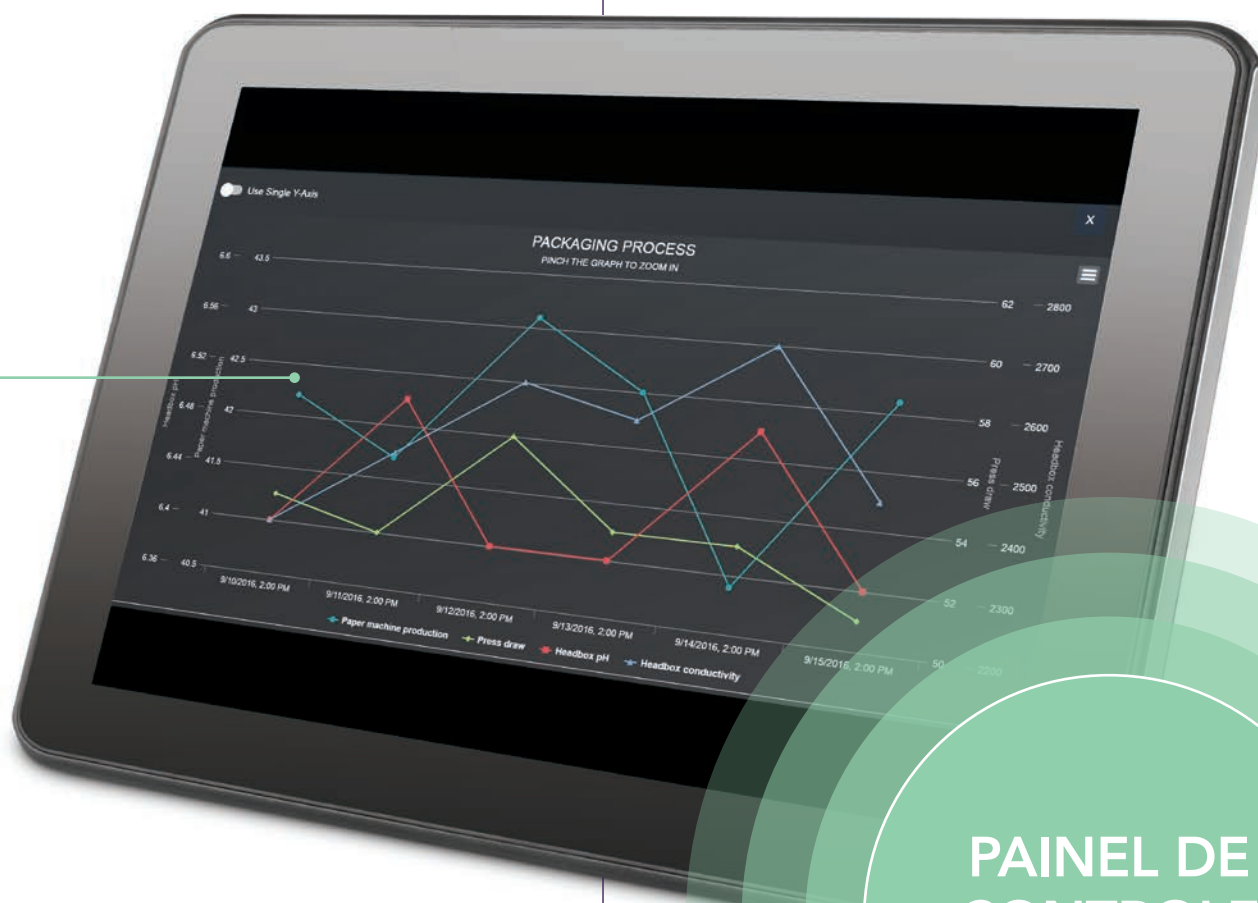 Use Single Y-Axis
X
PACKAGING PROCESS
PINCH THE GRAPH TO ZOOM IN
6.6
43.5
62
2800
6.56
43
60
2700
6.52
42.5
58
2600
6.48
42
56
2500
6.44
41.5
54
2400
6.4
41
52
2300
6.36
40.5
50
2200
Headbox pH
Paper machine production
Press draw
Headbox conductivity
9/10/2016, 2:00 PM
9/11/2016, 2:00 PM
9/12/2016, 2:00 PM
9/13/2016, 2:00 PM
9/14/2016, 2:00 PM
9/15/2016, 2:00 PM
Paper machine production
Press draw
Headbox pH
Headbox conductivity
PAINEL DE
CONTROLE